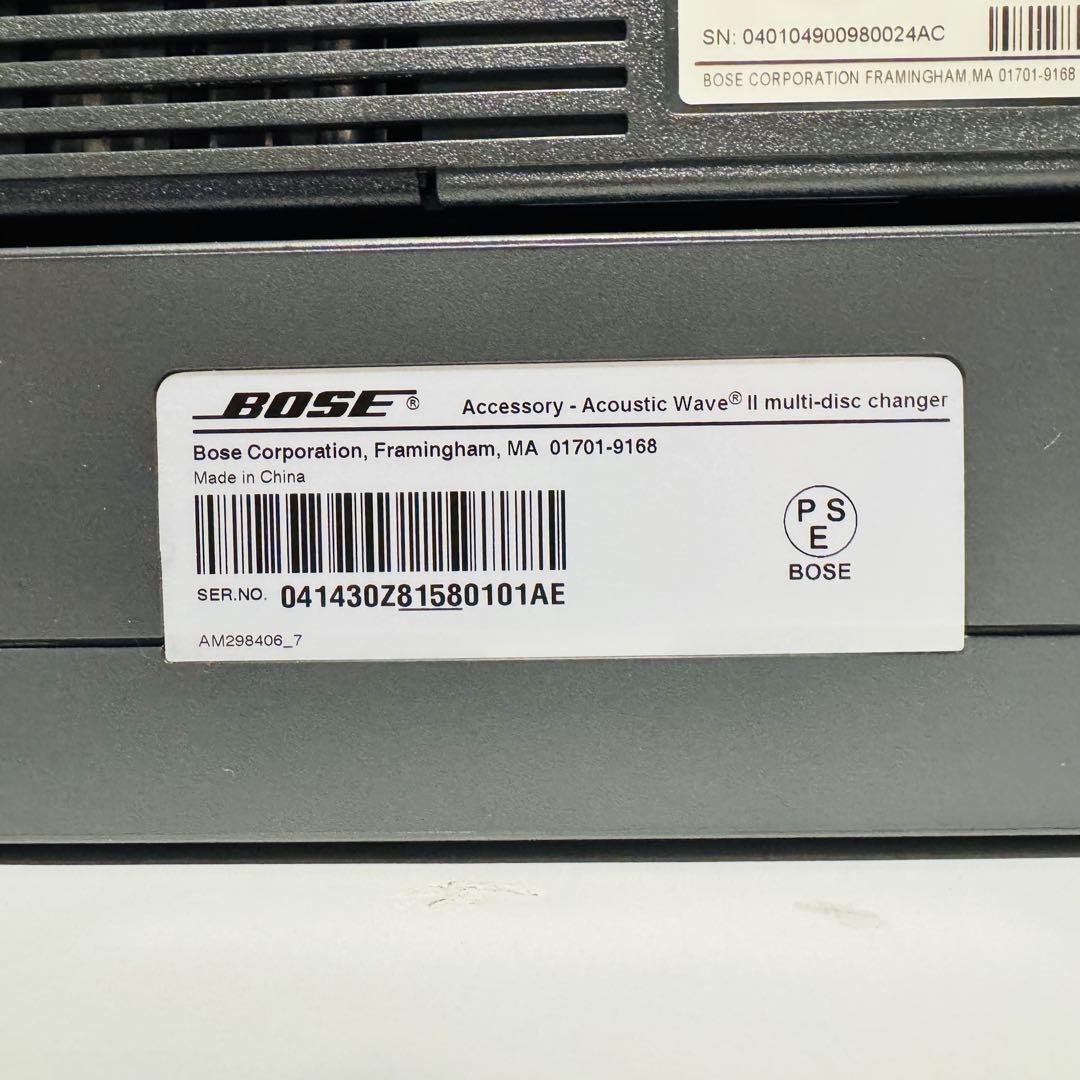 SN: 040104900980024AC
BOSE CORPORATION FRAMINGHAM,MA 01701-9168
BOSE® Accessory - Acoustic Wave® II multi-disc changer
Bose Corporation, Framingham, MA 01701-9168
Made in China
P S
E
BOSE
SER.NO. 041430Z81580101AE
AM298406_7